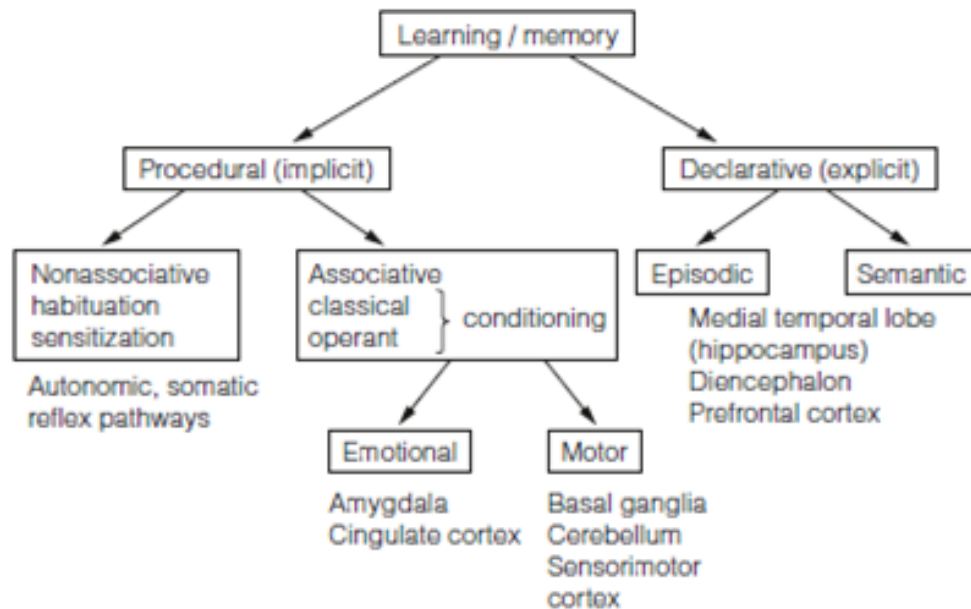 Learning / memory
Procedural (implicit)
Declarative (explicit)
Nonassociative
habituation
sensitization
Autonomic, somatic
reflex pathways
Associative
classical
operant
conditioning
Episodic
Semantic
Medial temporal lobe
(hippocampus)
Diencephalon
Prefrontal cortex
Emotional
Amygdala
Cingulate cortex
Motor
Basal ganglia
Cerebellum
Sensorimotor
cortex